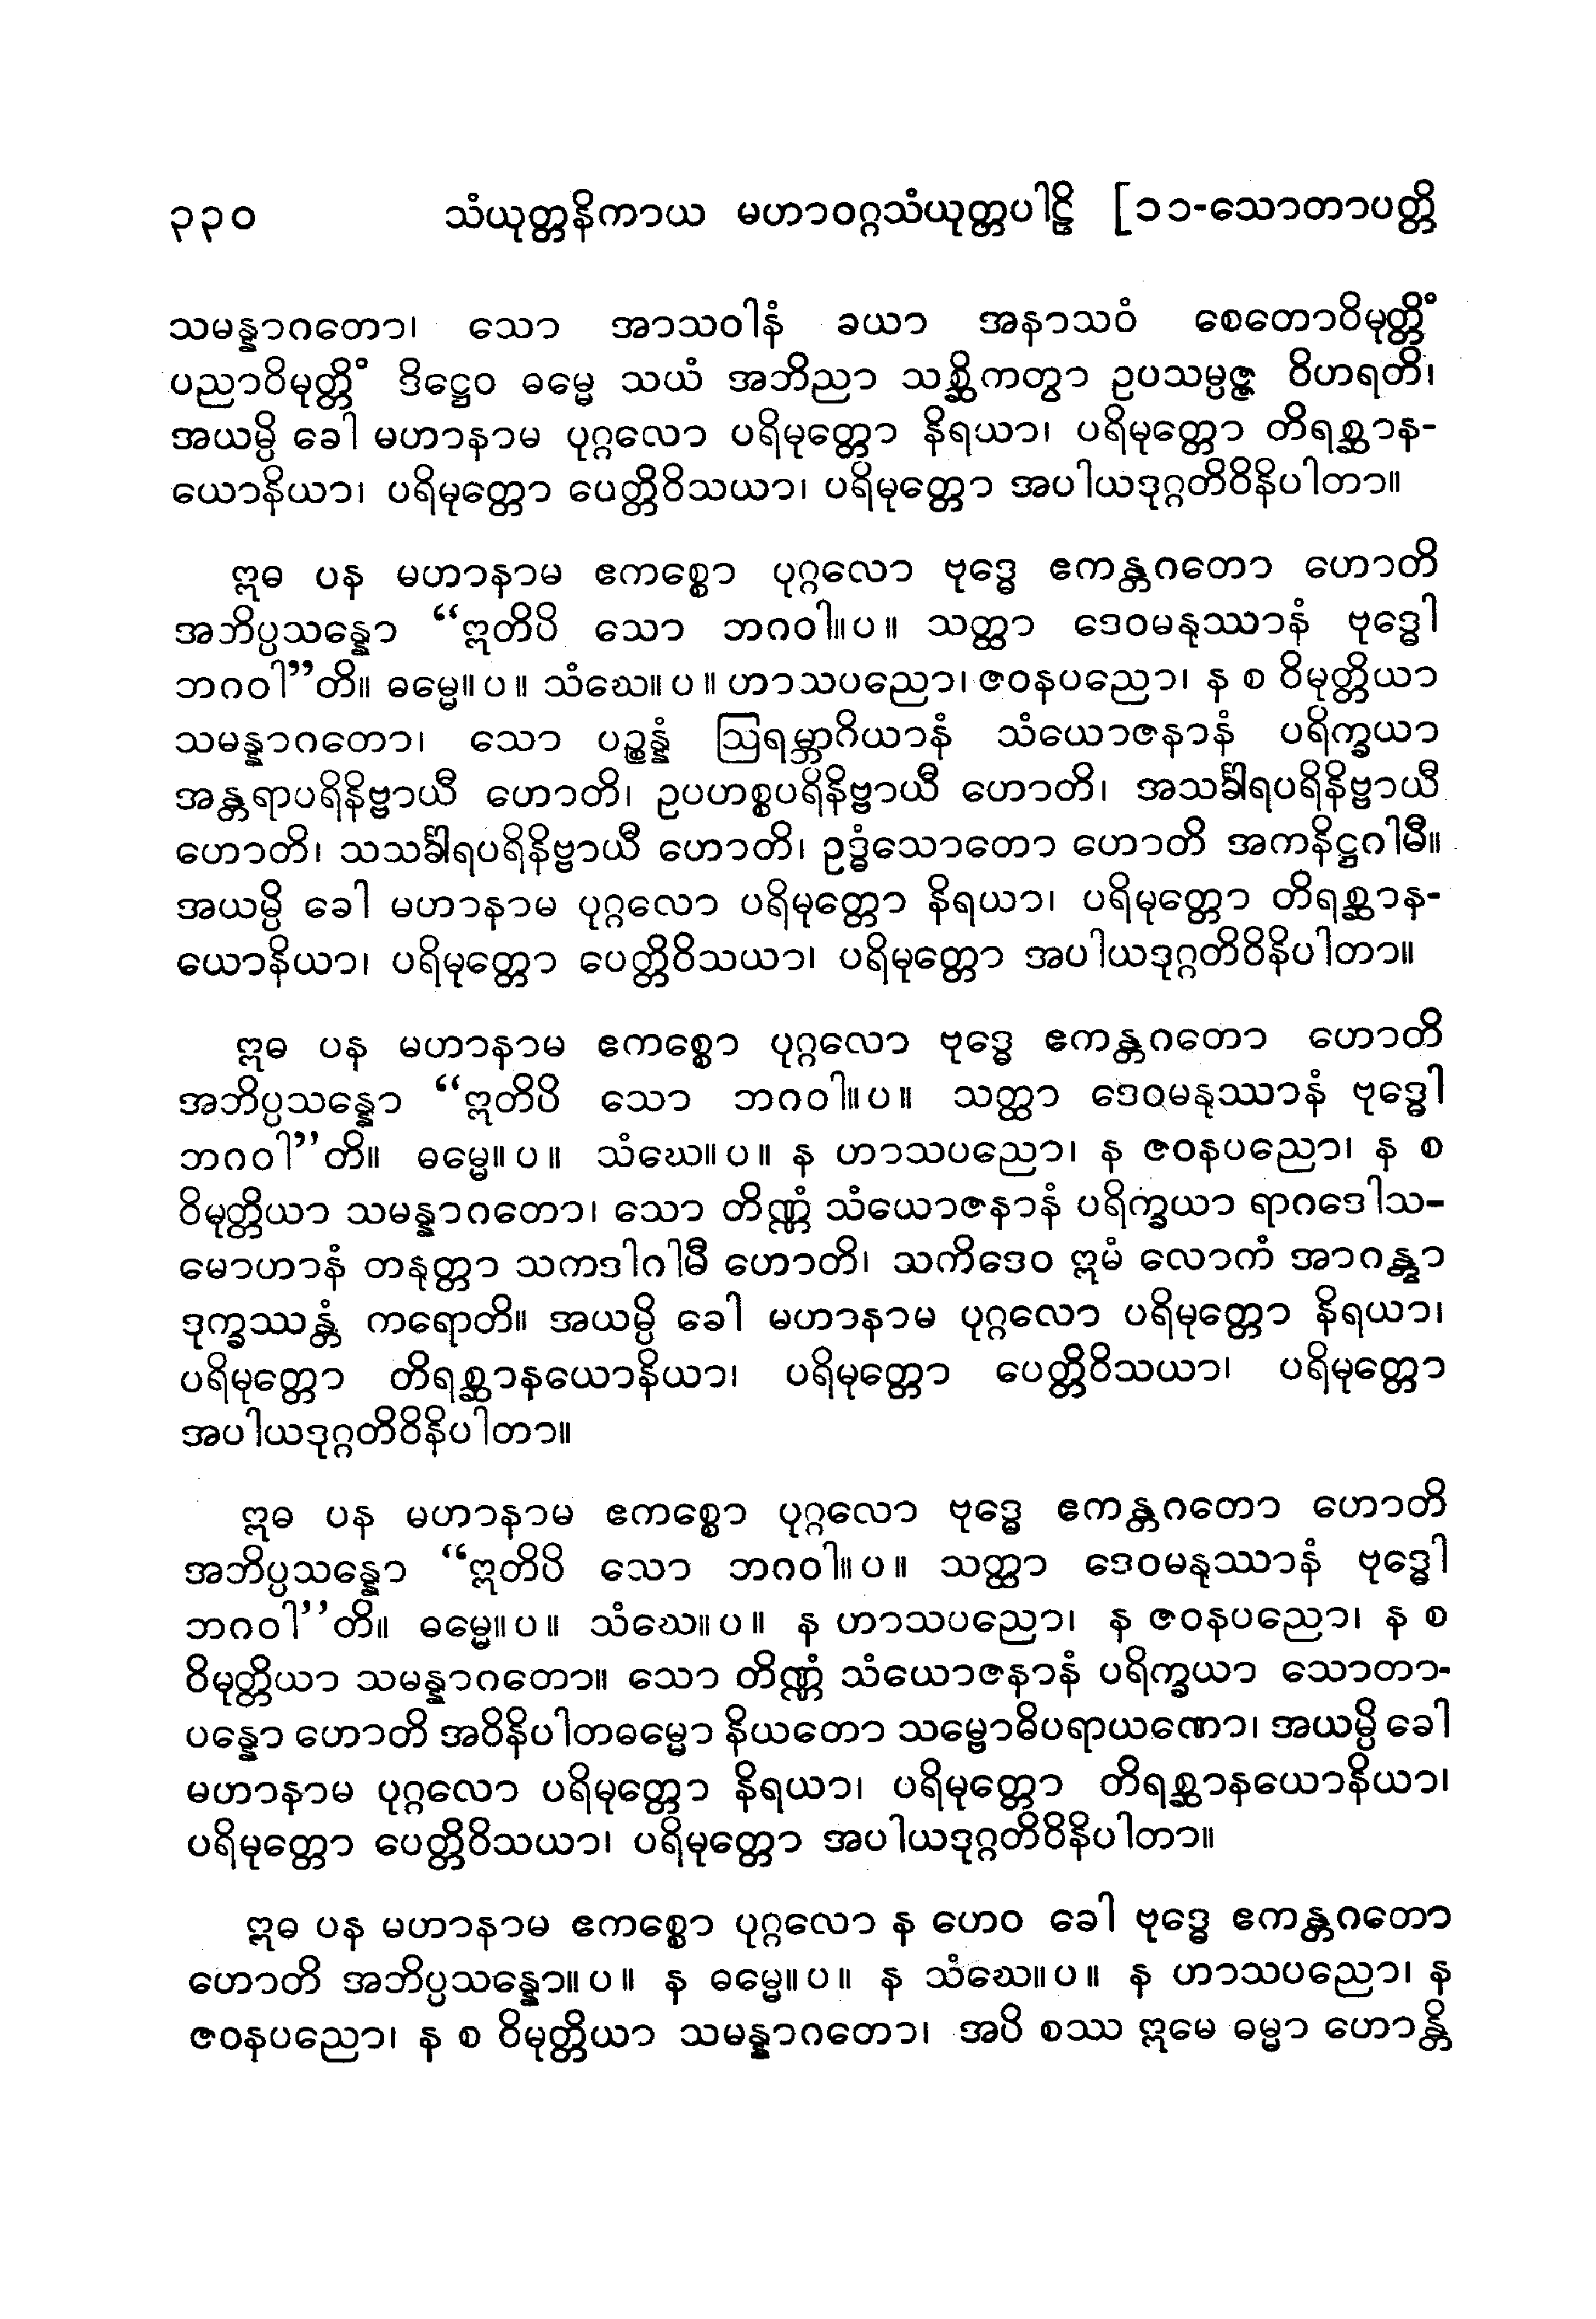 ၃၃၀ သံယုတ္တနိကာယ မဟာဝဂ္ဂသံယုတ္တပါဠိ [၁၁-သောတာပတ္တိ
သမန္နာဂတော၊ သော အာသဝါနံ ခယာ အနာသဝံ စေတောဝိမုတ္တိံ
ပညာဝိမုတ္တိံ ဒိဋ္ဌေဝ ဓမ္မေ သယံ အဘိညာ သစ္ဆိကတွာ ဥပသမ္ပဇ္ဇ ဝိဟရတိ၊
အယမ္ပိ ခေါ မဟာနာမ ပုဂ္ဂလော ပရိမုတ္တော နိရယာ၊ ပရိမုတ္တော တိရစ္ဆာန-
ယောနိယာ၊ ပရိမုတ္တော ပေတ္တိဝိသယာ၊ ပရိမုတ္တော အပါယဒုဂ္ဂတိဝိနိပါတာ။
ဣဓ ပန မဟာနာမ ဧကစ္စော ပုဂ္ဂလော ဗုဒ္ဓေ ဧကန္တဂတော ဟောတိ
အဘိပ္ပသန္နော “ဣတိပိ သော ဘဂဝါ။ပ။ သတ္ထာ ဒေဝမနုဿာနံ ဗုဒ္ဓေါ
ဘဂဝါ”တိ။ ဓမ္မေ။ပ။ သံဃေ။ပ။ ဟာသပညော၊ ဇဝနပညော၊ န စ ဝိမုတ္တိယာ
သမန္နာဂတော၊ သော ပဉ္စန္နံ ဩရမ္ဘာဂိယာနံ သံယောဇနာနံ ပရိက္ခယာ
အန္တရာပရိနိဗ္ဗာယီ ဟောတိ၊ ဥပဟစ္စပရိနိဗ္ဗာယီ ဟောတိ၊ အသင်္ခါရပရိနိဗ္ဗာယီ
ဟောတိ၊ သသင်္ခါရပရိနိဗ္ဗာယီ ဟောတိ၊ ဥဒ္ဓံသောတော ဟောတိ အကနိဋ္ဌဂါမီ။
အယမ္ပိ ခေါ မဟာနာမ ပုဂ္ဂလော ပရိမုတ္တော နိရယာ၊ ပရိမုတ္တော တိရစ္ဆာန-
ယောနိယာ၊ ပရိမုတ္တော ပေတ္တိဝိသယာ၊ ပရိမုတ္တော အပါယဒုဂ္ဂတိဝိနိပါတာ။
ဣဓ ပန မဟာနာမ ဧကစ္စော ပုဂ္ဂလော ဗုဒ္ဓေ ဧကန္တဂတော ဟောတိ
အဘိပ္ပသန္နော “ဣတိပိ သော ဘဂဝါ။ပ။ သတ္ထာ ဒေဝမနုဿာနံ ဗုဒ္ဓေါ
ဘဂဝါ”တိ။ ဓမ္မေ။ပ။ သံဃေ။ပ။ န ဟာသပညော၊ န ဇဝနပညော၊ န စ
ဝိမုတ္တိယာ သမန္နာဂတော၊ သော တိဏ္ဏံ သံယောဇနာနံ ပရိက္ခယာ ရာဂဒေါသ-
မောဟာနံ တနုတ္တာ သကဒါဂါမီ ဟောတိ၊ သကိဒေဝ ဣမံ လောကံ အာဂန္တွာ
ဒုက္ခဿန္တံ ကရောတိ။ အယမ္ပိ ခေါ မဟာနာမ ပုဂ္ဂလော ပရိမုတ္တော နိရယာ၊
ပရိမုတ္တော တိရစ္ဆာနယောနိယာ၊ ပရိမုတ္တော ပေတ္တိဝိသယာ၊ ပရိမုတ္တော
အပါယဒုဂ္ဂတိဝိနိပါတာ။
ဣဓ ပန မဟာနာမ ဧကစ္စော ပုဂ္ဂလော ဗုဒ္ဓေ ဧကန္တဂတော ဟောတိ
အဘိပ္ပသန္နော “ဣတိပိ သော ဘဂဝါ။ပ။ သတ္ထာ ဒေဝမနုဿာနံ ဗုဒ္ဓေါ
ဘဂဝါ”တိ။ ဓမ္မေ။ပ။ သံဃေ။ပ။ န ဟာသပညော၊ န ဇဝနပညော၊ န စ
ဝိမုတ္တိယာ သမန္နာဂတော။ သော တိဏ္ဏံ သံယောဇနာနံ ပရိက္ခယာ သောတာ-
ပန္နော ဟောတိ အဝိနိပါတဓမ္မော နိယတော သမ္ဗောဓိပရာယဏော၊ အယမ္ပိ ခေါ
မဟာနာမ ပုဂ္ဂလော ပရိမုတ္တော နိရယာ၊ ပရိမုတ္တော တိရစ္ဆာနယောနိယာ၊
ပရိမုတ္တော ပေတ္တိဝိသယာ၊ ပရိမုတ္တော အပါယဒုဂ္ဂတိဝိနိပါတာ။
ဣဓ ပန မဟာနာမ ဧကစ္စော ပုဂ္ဂလော န ဟေဝ ခေါ ဗုဒ္ဓေ ဧကန္တဂတော
ဟောတိ အဘိပ္ပသန္နော။ပ။ န ဓမ္မေ။ပ။ န သံဃေ။ပ။ န ဟာသပညော၊ န
ဇဝနပညော၊ န စ ဝိမုတ္တိယာ သမန္နာဂတော၊ အပိ စဿ ဣမေ ဓမ္မာ ဟောန္တိ